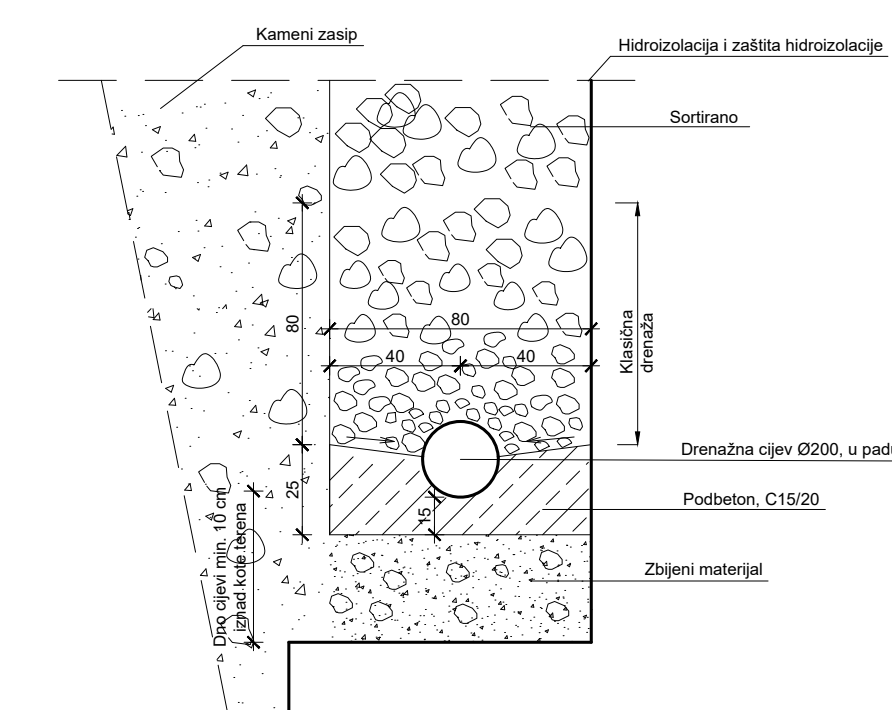 Kameni zasip
Hidroizolacija i zaštita hidroizolacije
Sortirano
Klasična
drenaža
80
80
40
40
Drenažna cijev Ø200, u padu
25
15
Podbeton, C15/20
Dno cijevi min. 10 cm
iznad kote terena
Zbijeni materijal